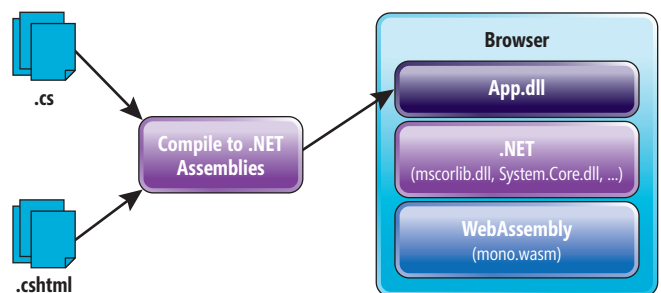 .cs
.cshtml
Compile to .NET
Assemblies
Browser
App.dll
.NET
(mscorlib.dll, System.Core.dll, ...)
WebAssembly
(mono.wasm)